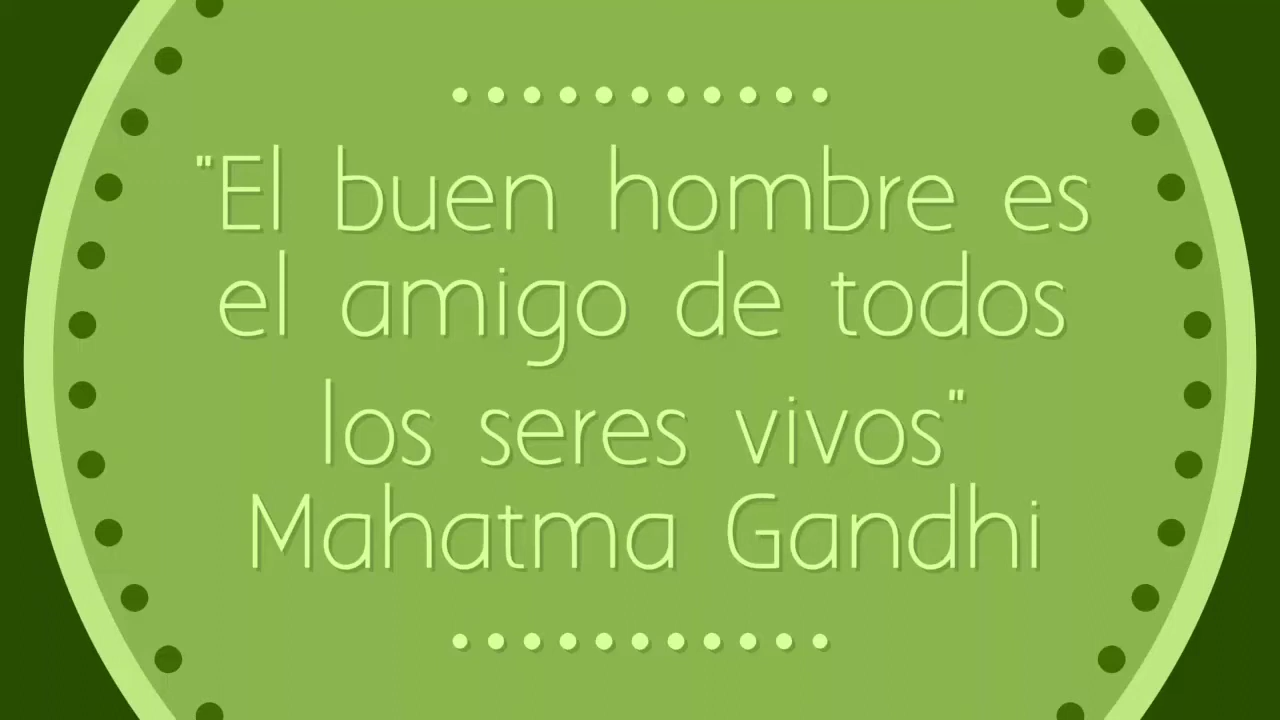 "El buen hombre es
el amigo de todos
los seres vivos"
Mahatma Gandhi